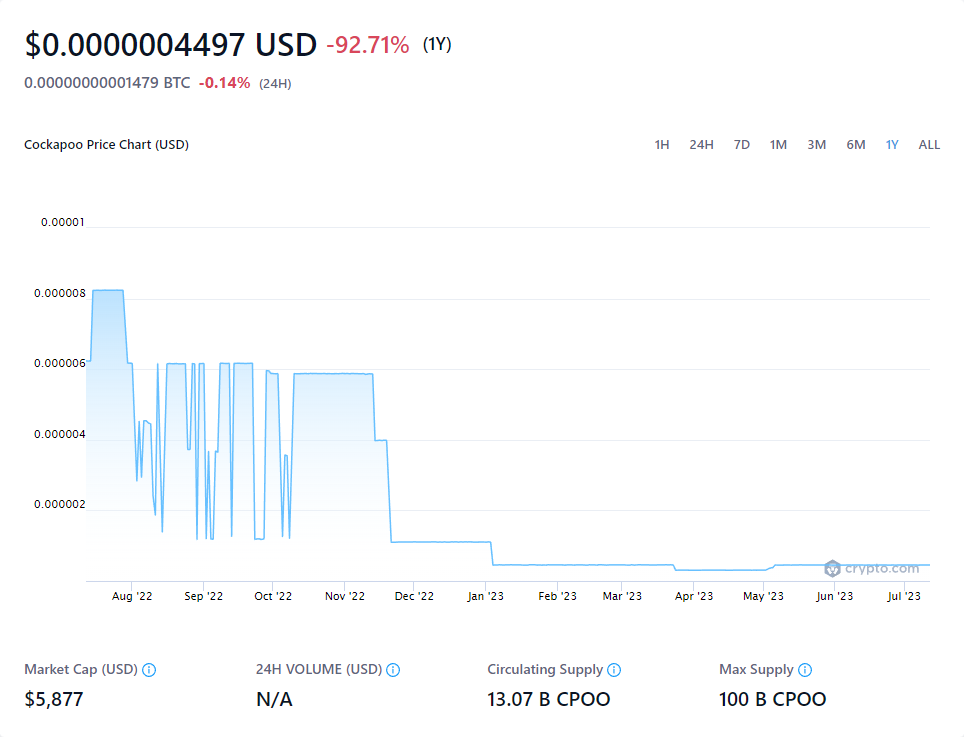 $0.0000004497 USD -92.71% (1Y)
0.00000000001479 BTC -0.14% (24H)
Cockapoo Price Chart (USD) 1H 24H 7D 1M 3M 6M 1Y ALL
0.00001
0.000008
0.000006
0.000004
0.000002
crypto.com
Aug '22 Sep '22 Oct '22 Nov '22 Dec '22 Jan '23 Feb '23 Mar '23 Apr '23 May '23 Jun '23 Jul '23
Market Cap (USD) 24H VOLUME (USD) Circulating Supply Max Supply
$5,877 N/A 13.07 B CPOO 100 B CPOO